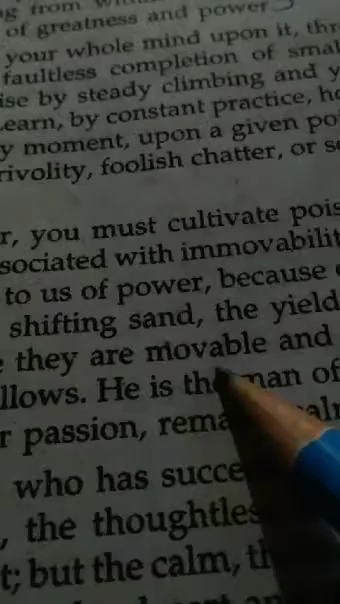 of greatness and power
your whole mind upon it, thr
faultless completion of smal
ise by steady climbing and y
earn, by constant practice, ho
y moment, upon a given po
rivolity, foolish chatter, or s
r, you must cultivate pois
sociated with immovabilit
to us of power, because
shifting sand, the yield
they are movable and
llows. He is the man of
r passion, rema
who has succe
, the thoughtles
t; but the calm, th